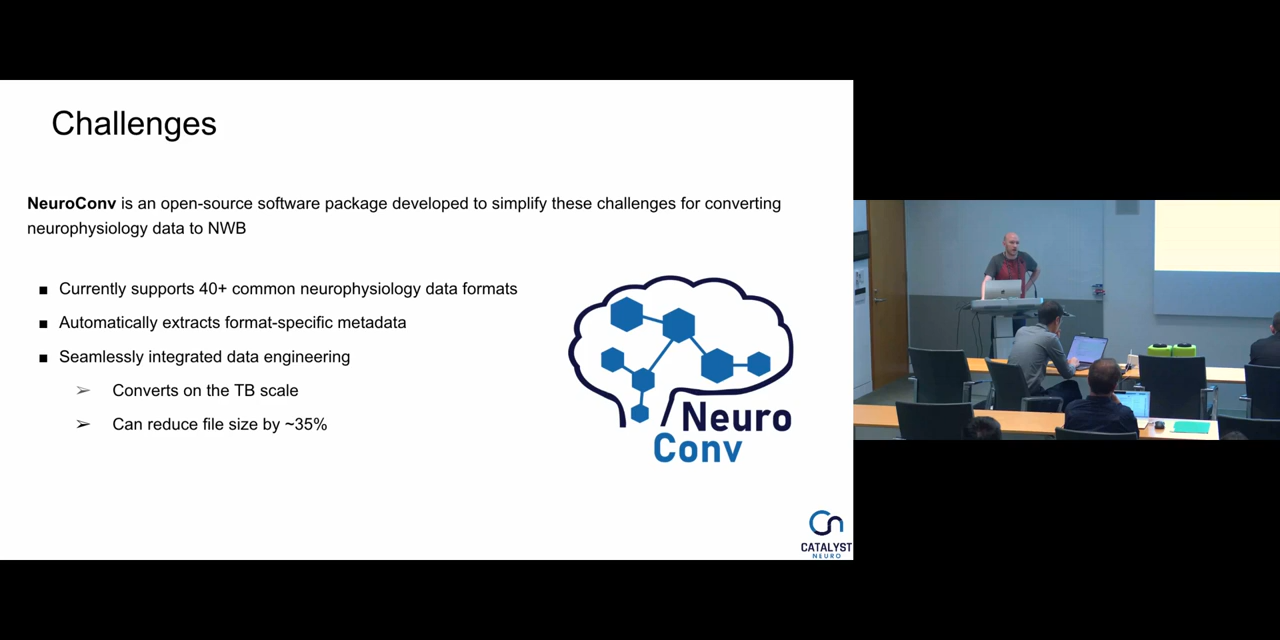 Challenges
NeuroConv is an open-source software package developed to simplify these challenges for converting
neurophysiology data to NWB
■ Currently supports 40+ common neurophysiology data formats
■ Automatically extracts format-specific metadata
■ Seamlessly integrated data engineering
➢ Converts on the TB scale
➢ Can reduce file size by ~35%
Neuro
Conv
CATALYST
NEURO